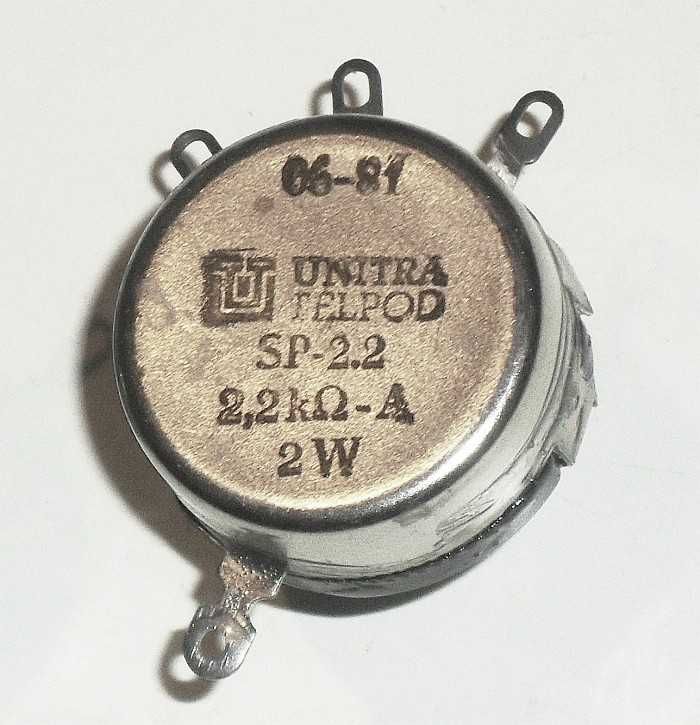 06-81
UNITRA
TELPOD
SP-2.2
2,2kΩ-A
2W